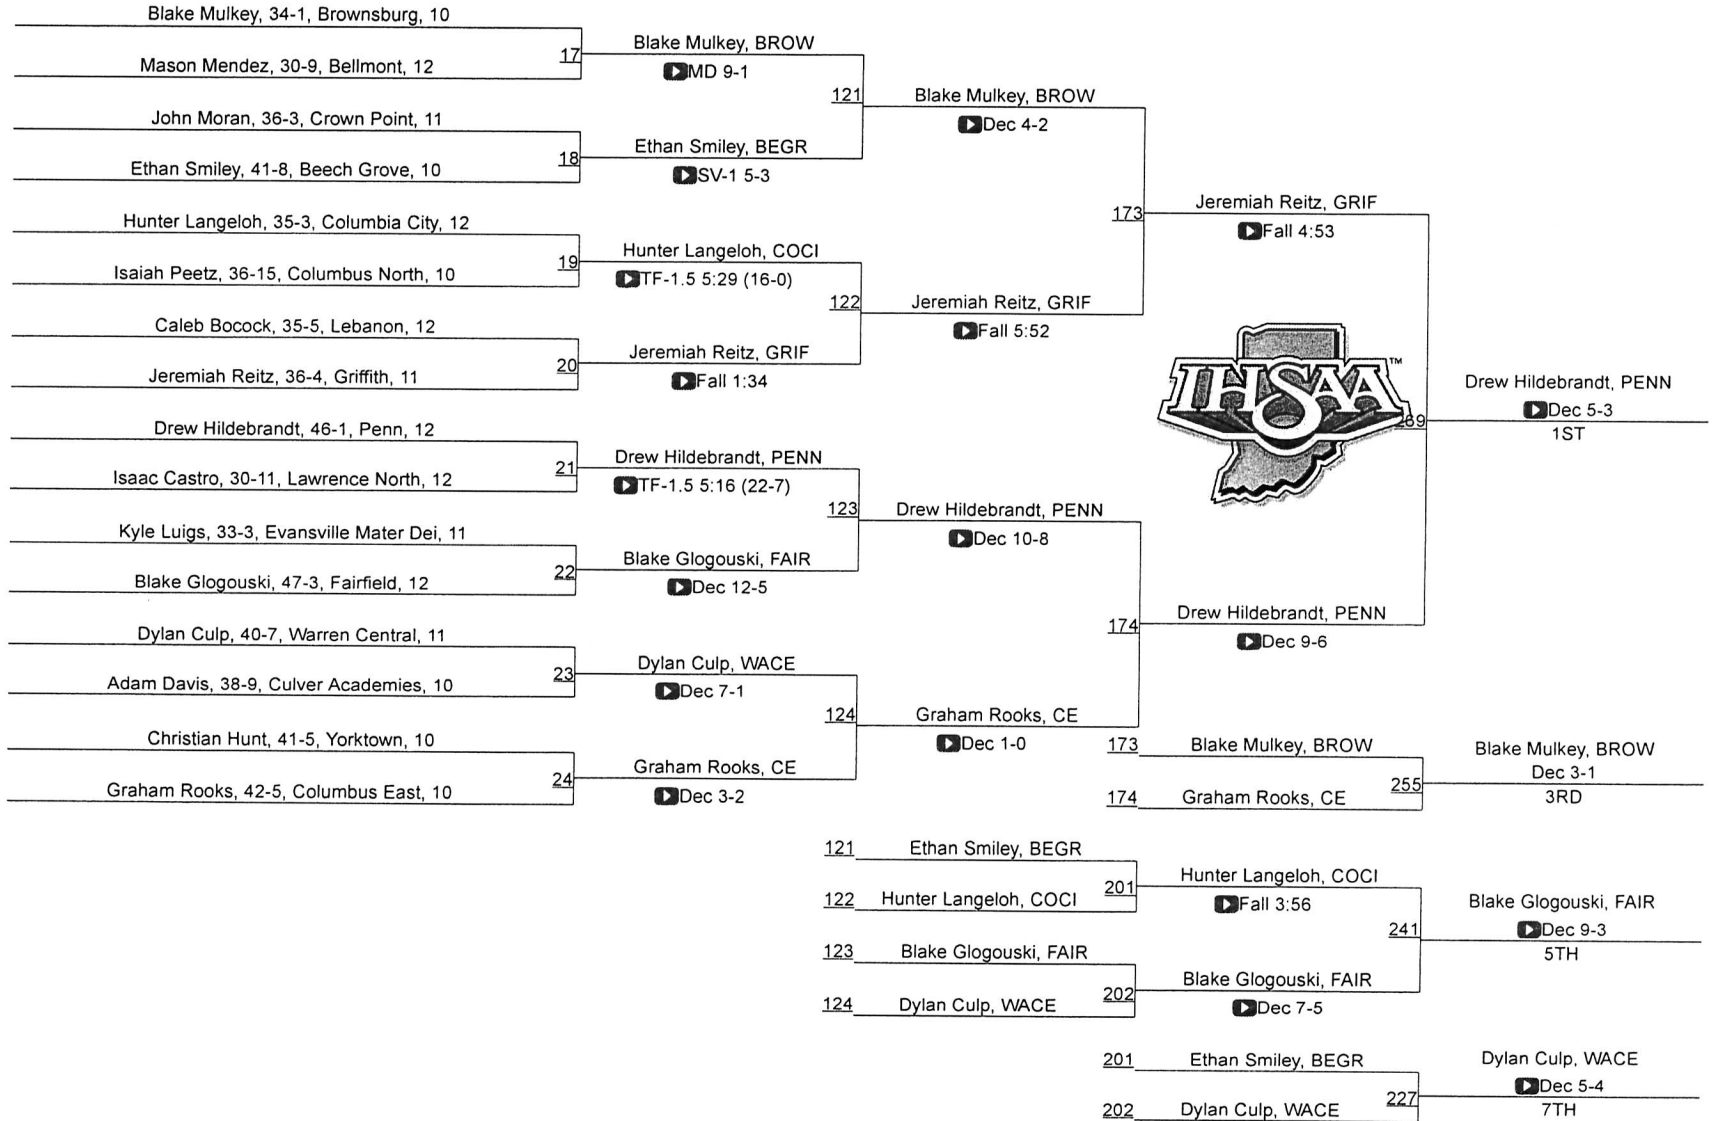 Blake Mulkey, 34-1, Brownsburg, 10
17
Mason Mendez, 30-9, Bellmont, 12
Blake Mulkey, BROW
MD 9-1
John Moran, 36-3, Crown Point, 11
18
Ethan Smiley, 41-8, Beech Grove, 10
Ethan Smiley, BEGR
SV-1 5-3
121
Blake Mulkey, BROW
Dec 4-2
Hunter Langeloh, 35-3, Columbia City, 12
19
Isaiah Peetz, 36-15, Columbus North, 10
Hunter Langeloh, COCI
TF-1.5 5:29 (16-0)
Caleb Bocock, 35-5, Lebanon, 12
20
Jeremiah Reitz, 36-4, Griffith, 11
Jeremiah Reitz, GRIF
Fall 1:34
122
Jeremiah Reitz, GRIF
Fall 5:52
173
Jeremiah Reitz, GRIF
Fall 4:53
Drew Hildebrandt, 46-1, Penn, 12
21
Isaac Castro, 30-11, Lawrence North, 12
Drew Hildebrandt, PENN
TF-1.5 5:16 (22-7)
Kyle Luigs, 33-3, Evansville Mater Dei, 11
22
Blake Glogouski, 47-3, Fairfield, 12
Blake Glogouski, FAIR
Dec 12-5
123
Drew Hildebrandt, PENN
Dec 10-8
Dylan Culp, 40-7, Warren Central, 11
23
Adam Davis, 38-9, Culver Academies, 10
Dylan Culp, WACE
Dec 7-1
Christian Hunt, 41-5, Yorktown, 10
24
Graham Rooks, 42-5, Columbus East, 10
Graham Rooks, CE
Dec 3-2
124
Graham Rooks, CE
Dec 1-0
174
Drew Hildebrandt, PENN
Dec 9-6
IHSAA™
269
Drew Hildebrandt, PENN
Dec 5-3
1ST
173 Blake Mulkey, BROW
255
174 Graham Rooks, CE
Blake Mulkey, BROW
Dec 3-1
3RD
121 Ethan Smiley, BEGR
201
122 Hunter Langeloh, COCI
Hunter Langeloh, COCI
Fall 3:56
123 Blake Glogouski, FAIR
202
124 Dylan Culp, WACE
Blake Glogouski, FAIR
Dec 7-5
241
Blake Glogouski, FAIR
Dec 9-3
5TH
201 Ethan Smiley, BEGR
227
202 Dylan Culp, WACE
Dylan Culp, WACE
Dec 5-4
7TH